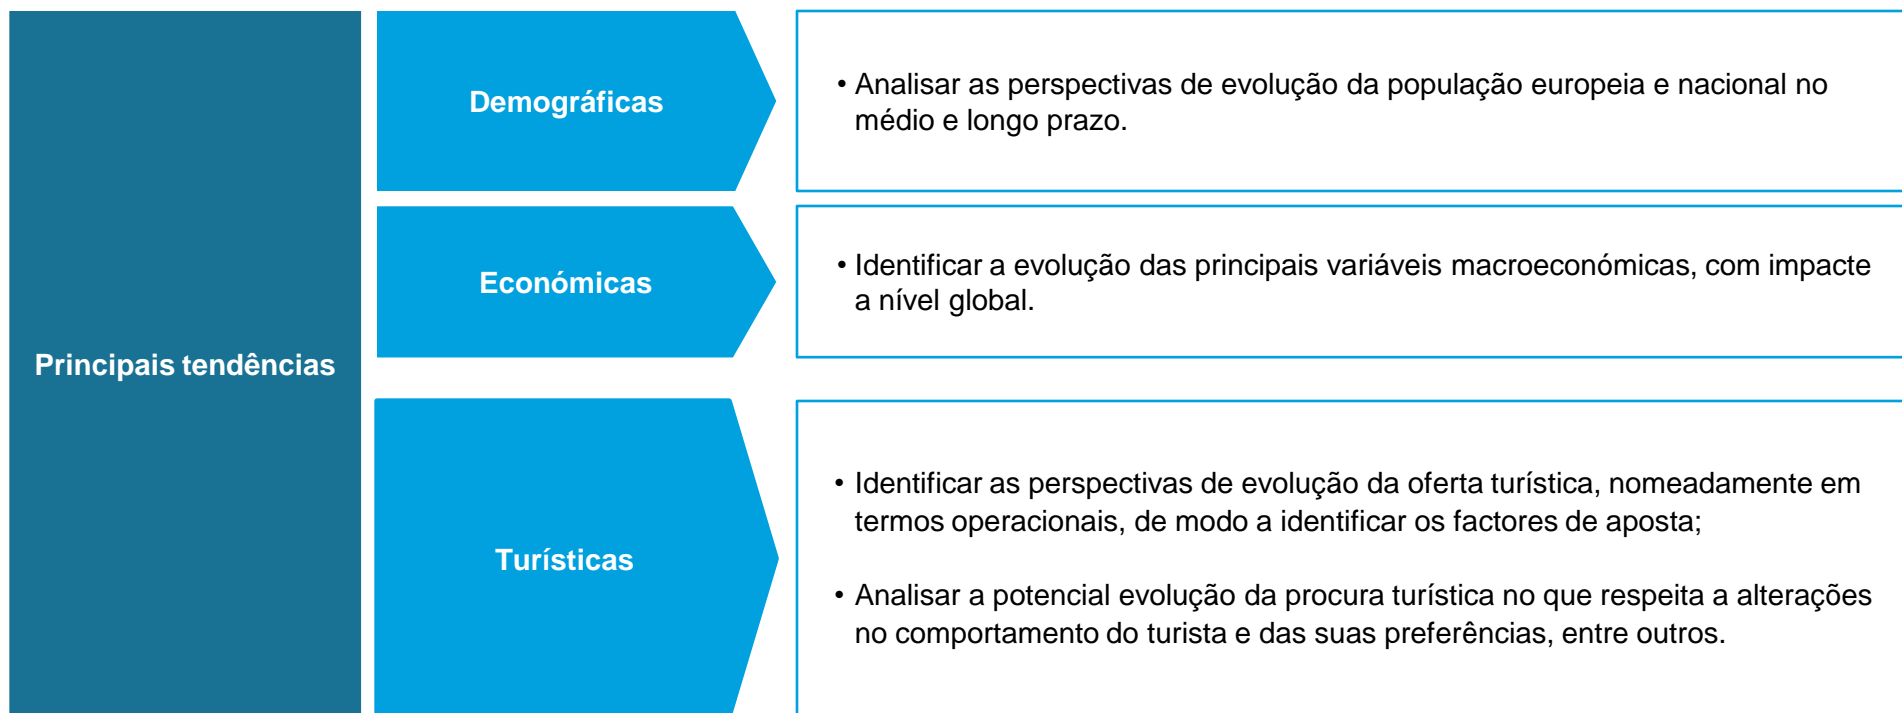 Principais tendências
Demográficas
• Analisar as perspectivas de evolução da população europeia e nacional no
médio e longo prazo.
Económicas
• Identificar a evolução das principais variáveis macroeconómicas, com impacte
a nível global.
Turísticas
• Identificar as perspectivas de evolução da oferta turística, nomeadamente em
termos operacionais, de modo a identificar os factores de aposta;
• Analisar a potencial evolução da procura turística no que respeita a alterações
no comportamento do turista e das suas preferências, entre outros.